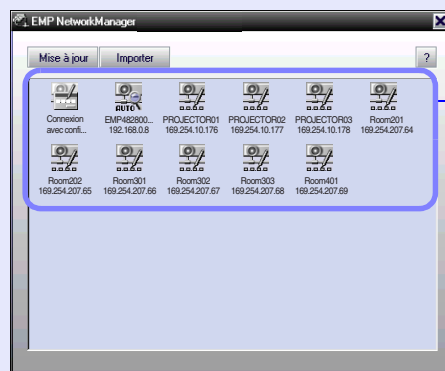 EMP NetworkManager
Mise à jour Importer ?
Connexion avec confi...
EMP482800... 192.168.0.8
PROJECTOR01 169.254.10.176
PROJECTOR02 169.254.10.177
PROJECTOR03 169.254.10.178
Room201 169.254.207.64
Room202 169.254.207.65
Room301 169.254.207.66
Room302 169.254.207.67
Room303 169.254.207.68
Room401 169.254.207.69
AUTO